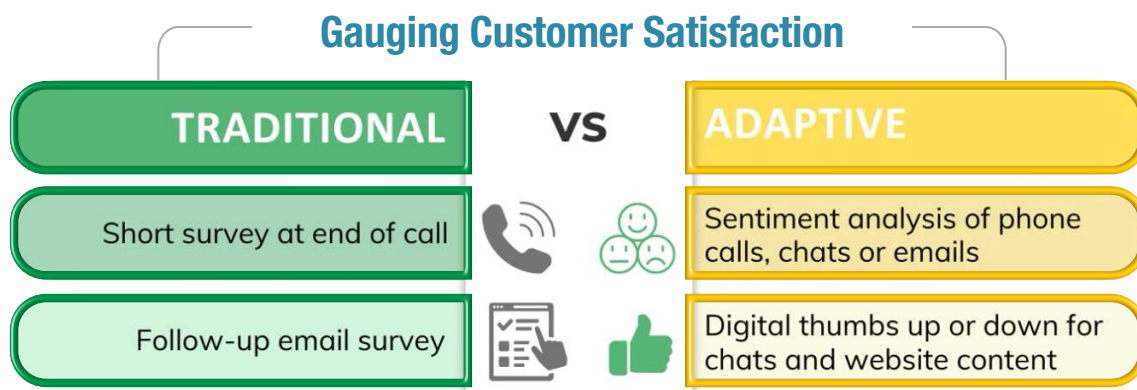 Gauging Customer Satisfaction
TRADITIONAL
VS
ADAPTIVE
Short survey at end of call
Sentiment analysis of phone
calls, chats or emails
Follow-up email survey
Digital thumbs up or down for
chats and website content